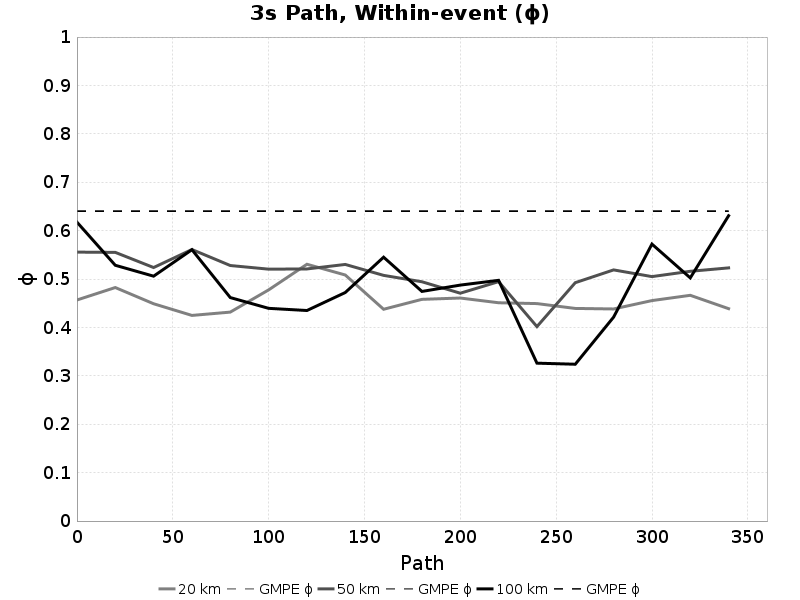 3s Path, Within-event (ϕ)
1
0.9
0.8
0.7
0.6
0.5
0.4
0.3
0.2
0.1
0
ϕ
0 50 100 150 200 250 300 350
Path
20 km GMPE ϕ 50 km GMPE ϕ 100 km GMPE ϕ